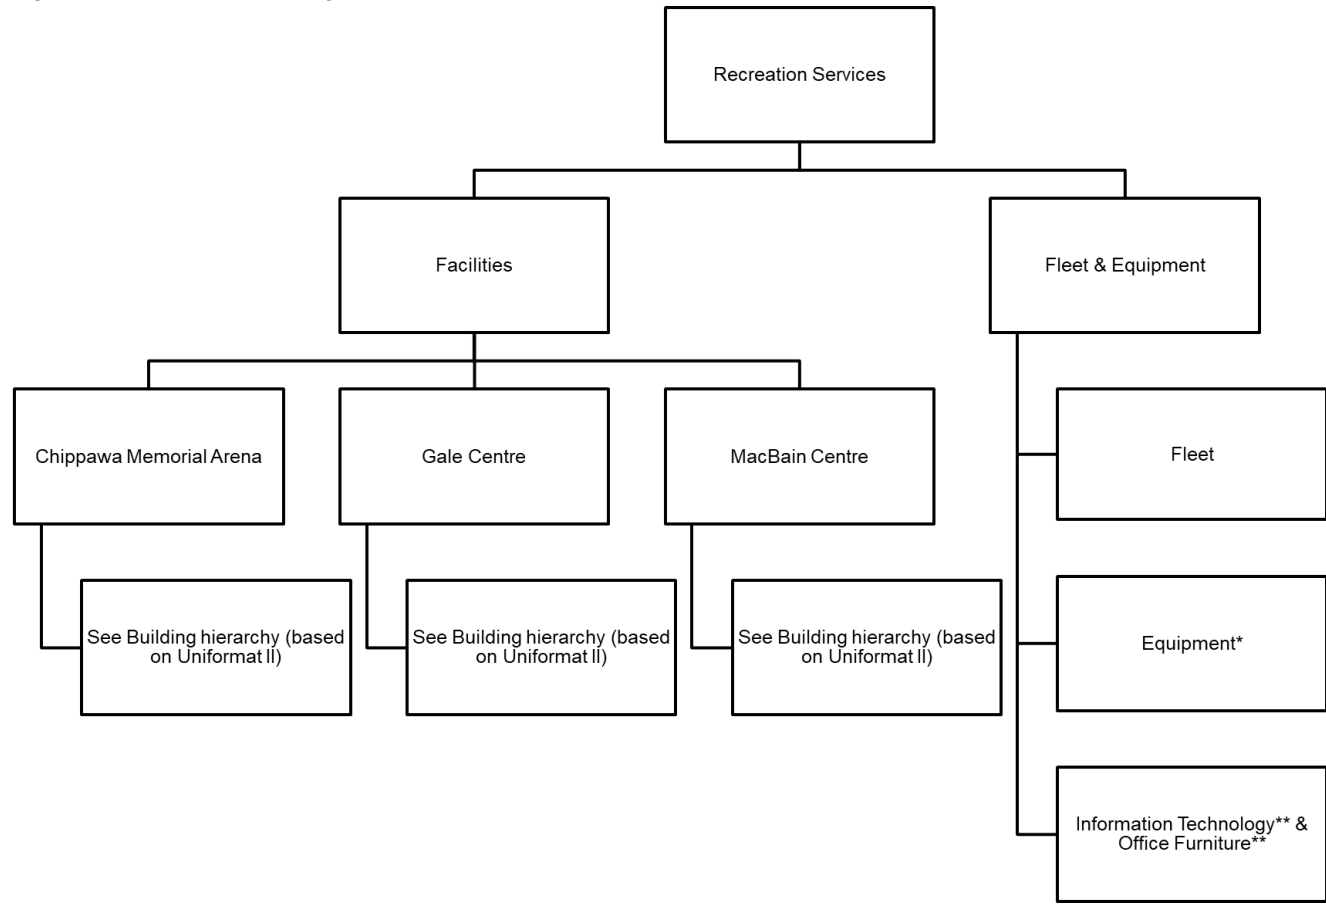 Recreation Services
Facilities
Fleet & Equipment
Chippawa Memorial Arena
Gale Centre
MacBain Centre
Fleet
See Building hierarchy (based
on Uniformat II)
See Building hierarchy (based
on Uniformat II)
See Building hierarchy (based
on Uniformat II)
Equipment*
Information Technology** &
Office Furniture**